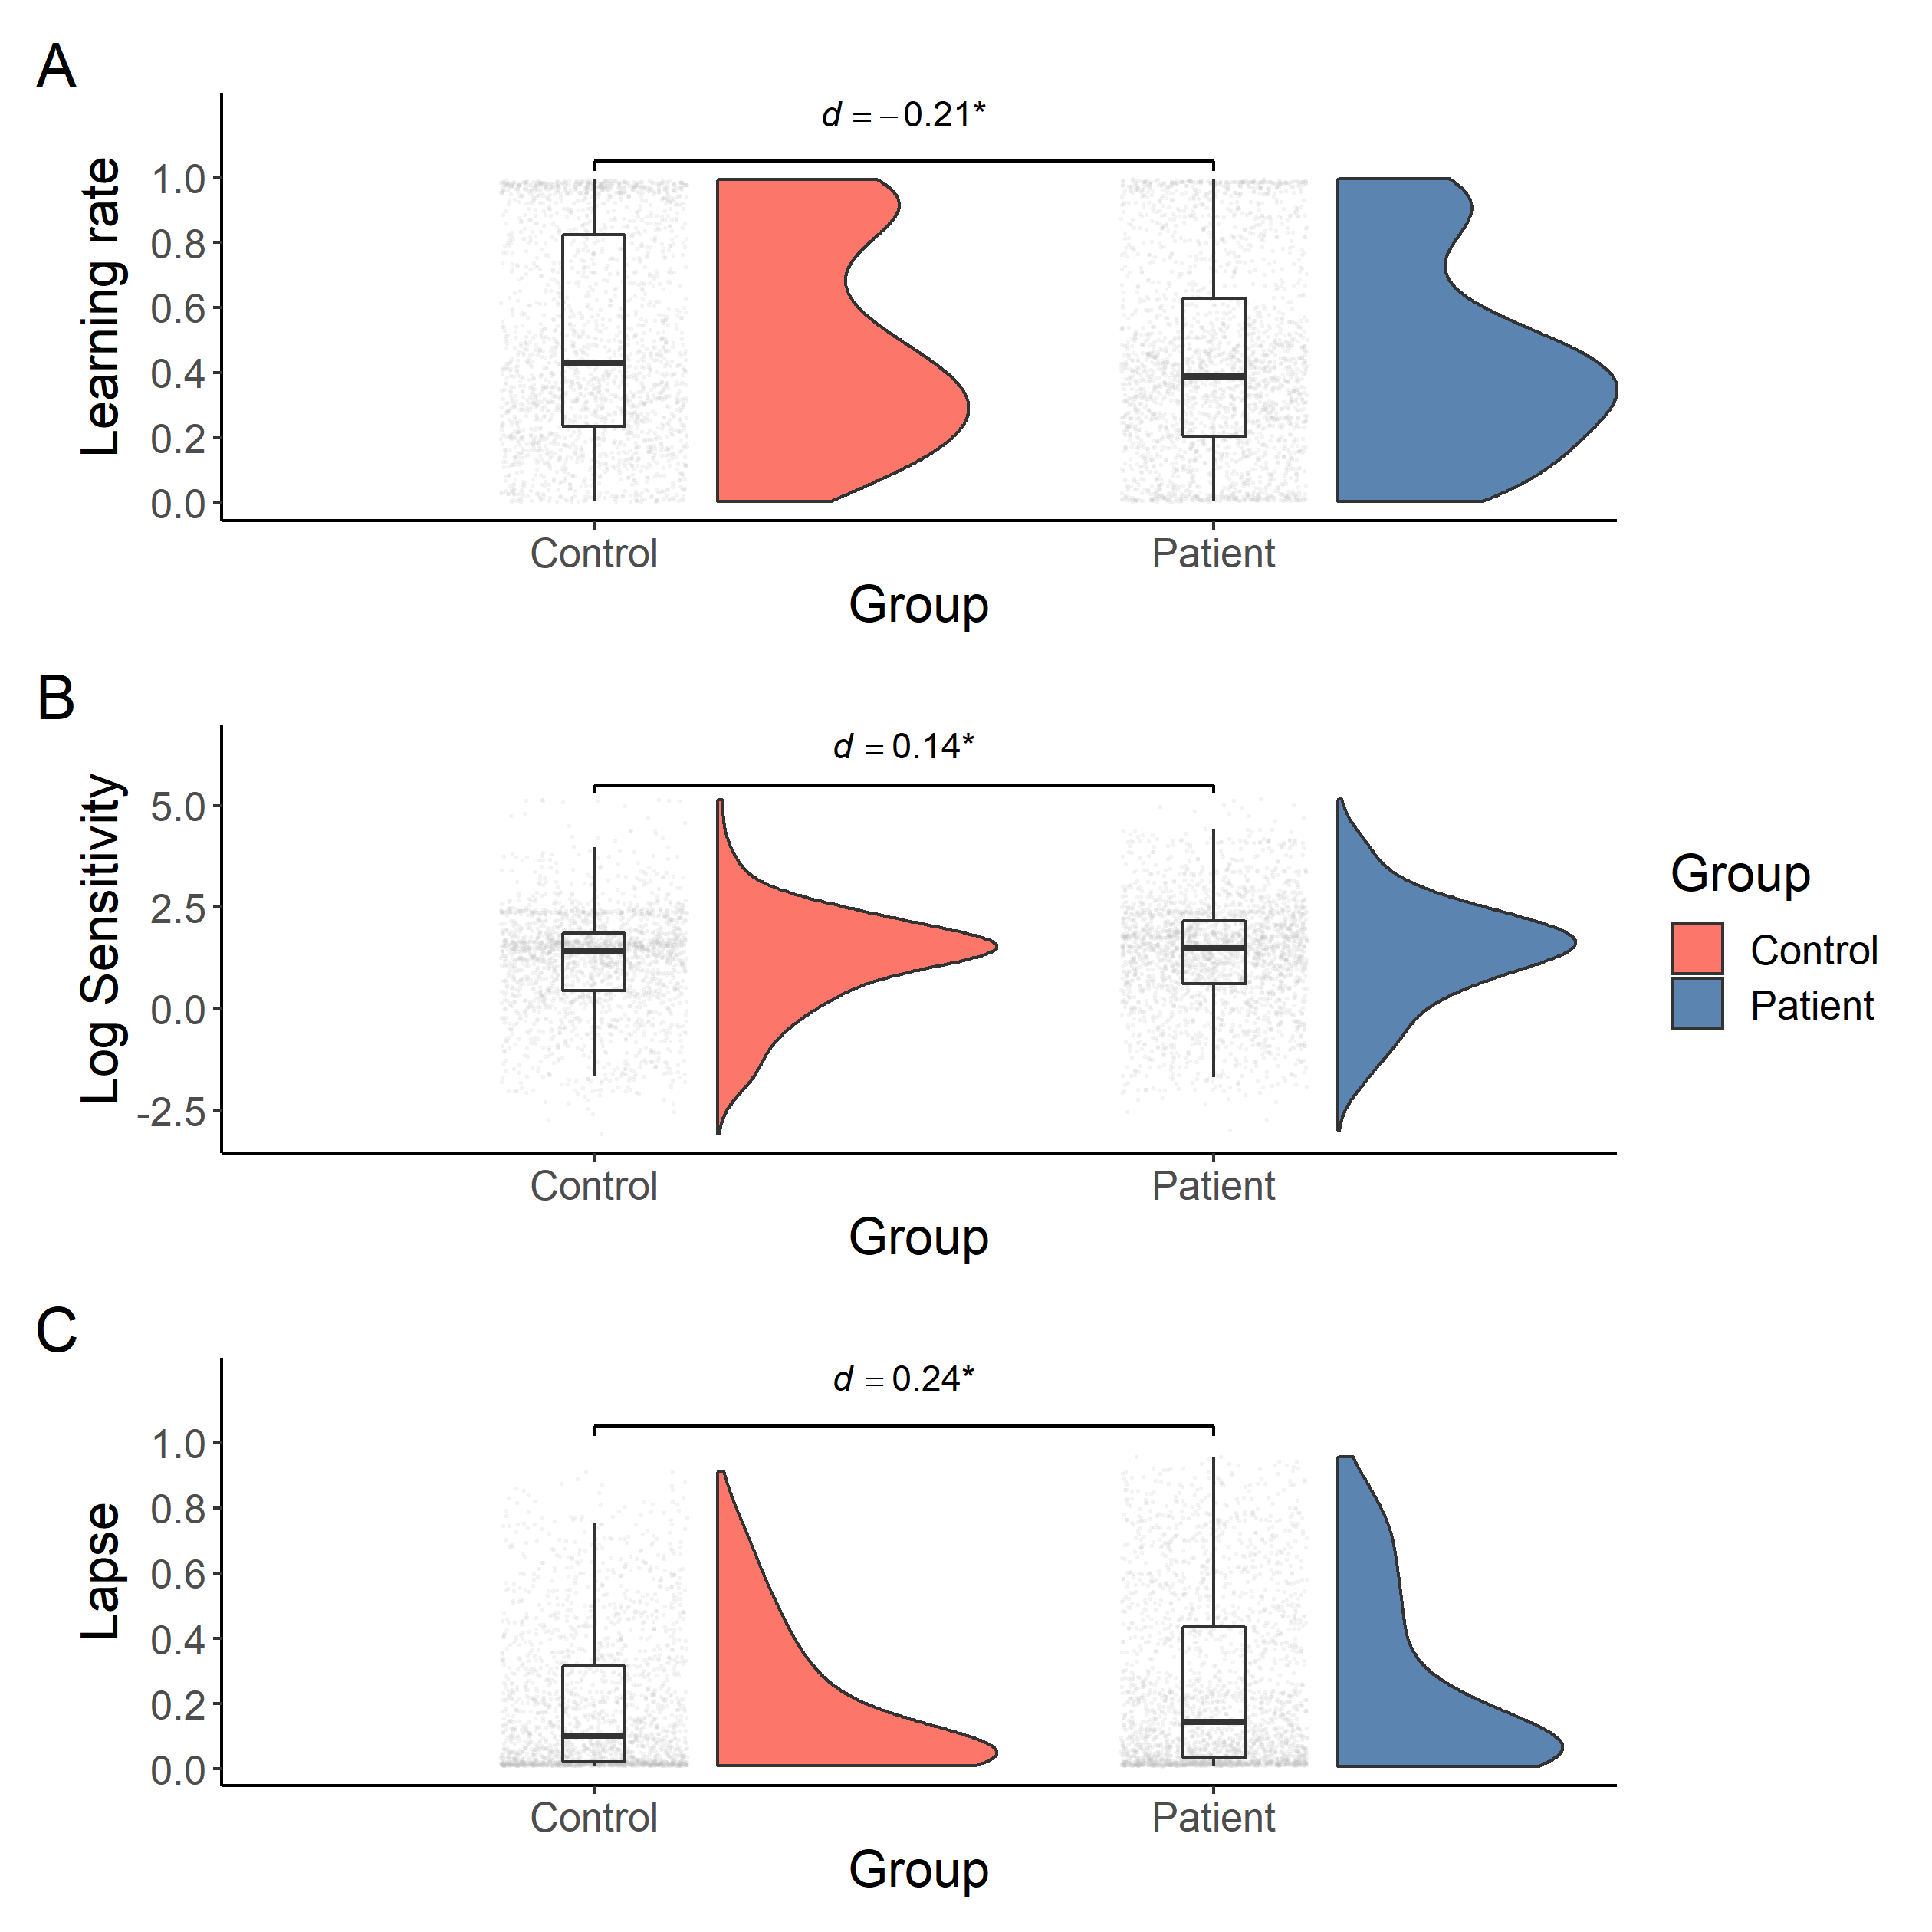 A
d = −0.21*
Learning rate
1.0
0.8
0.6
0.4
0.2
0.0
Control Patient
Group
B
d = 0.14*
Log Sensitivity
5.0
2.5
0.0
-2.5
Control Patient
Group
Group
Control
Patient
C
d = 0.24*
Lapse
1.0
0.8
0.6
0.4
0.2
0.0
Control Patient
Group